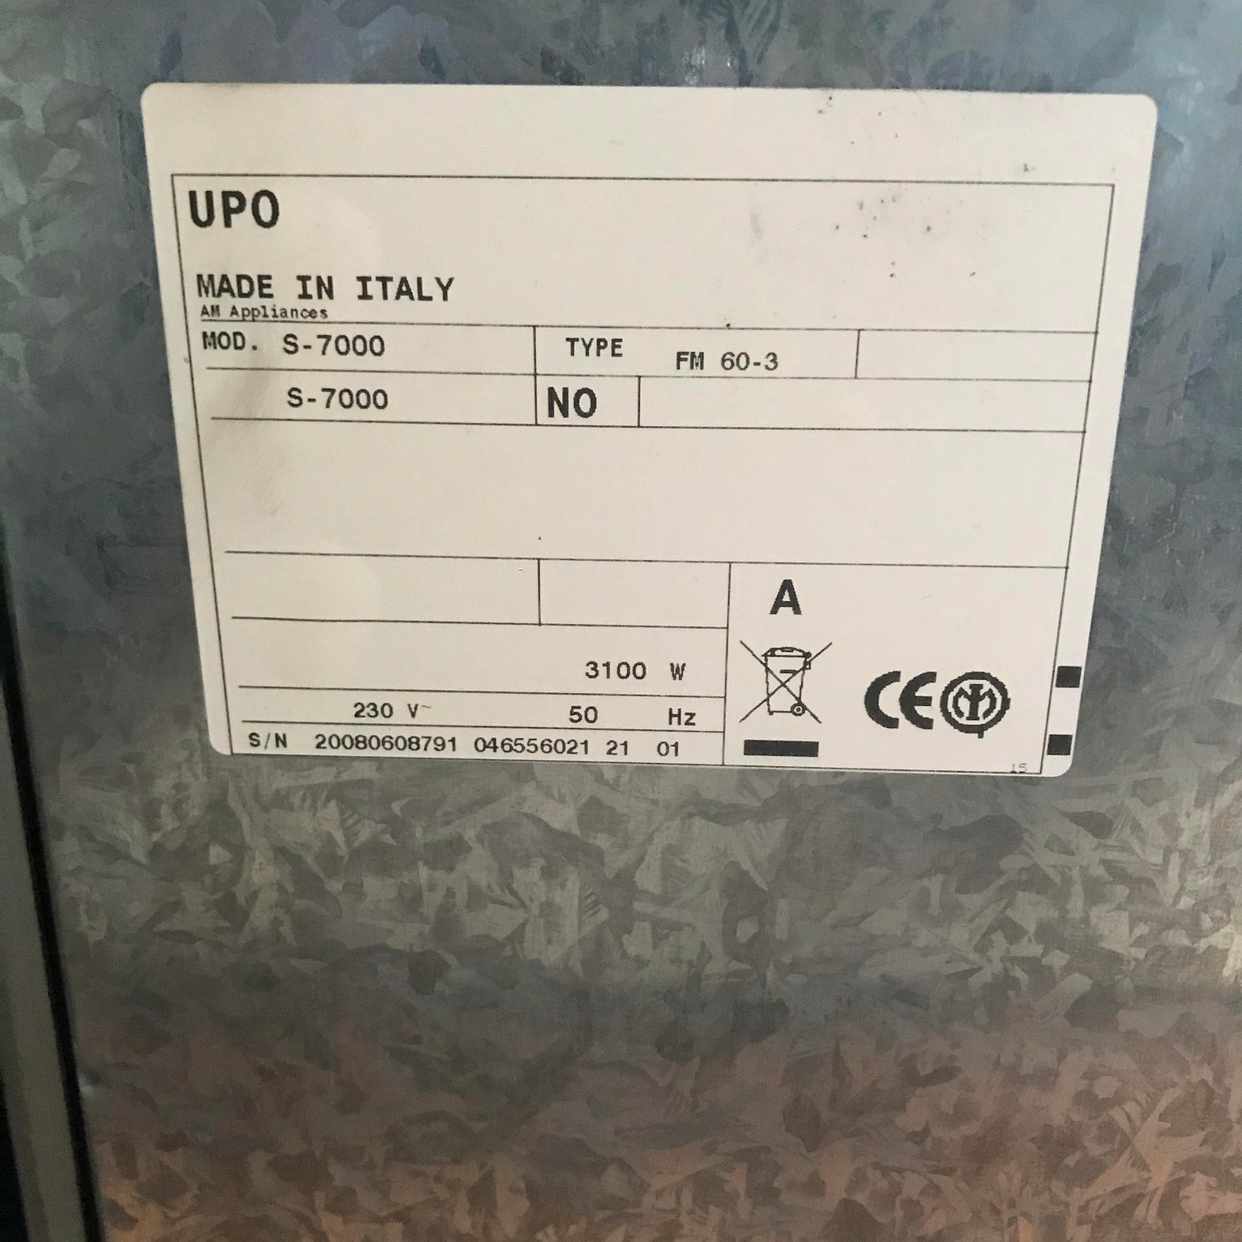 UPO
MADE IN ITALY
AM Appliances
MOD. S-7000 TYPE FM 60-3
S-7000 NO
A
3100 W
230 V~ 50 Hz
S/N 20080608791 046556021 21 01
CE
15